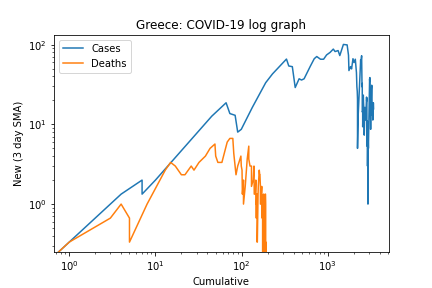 Greece: COVID-19 log graph
Cases
Deaths
New (3 day SMA)
10²
10¹
10⁰
10⁰ 10¹ 10² 10³
Cumulative